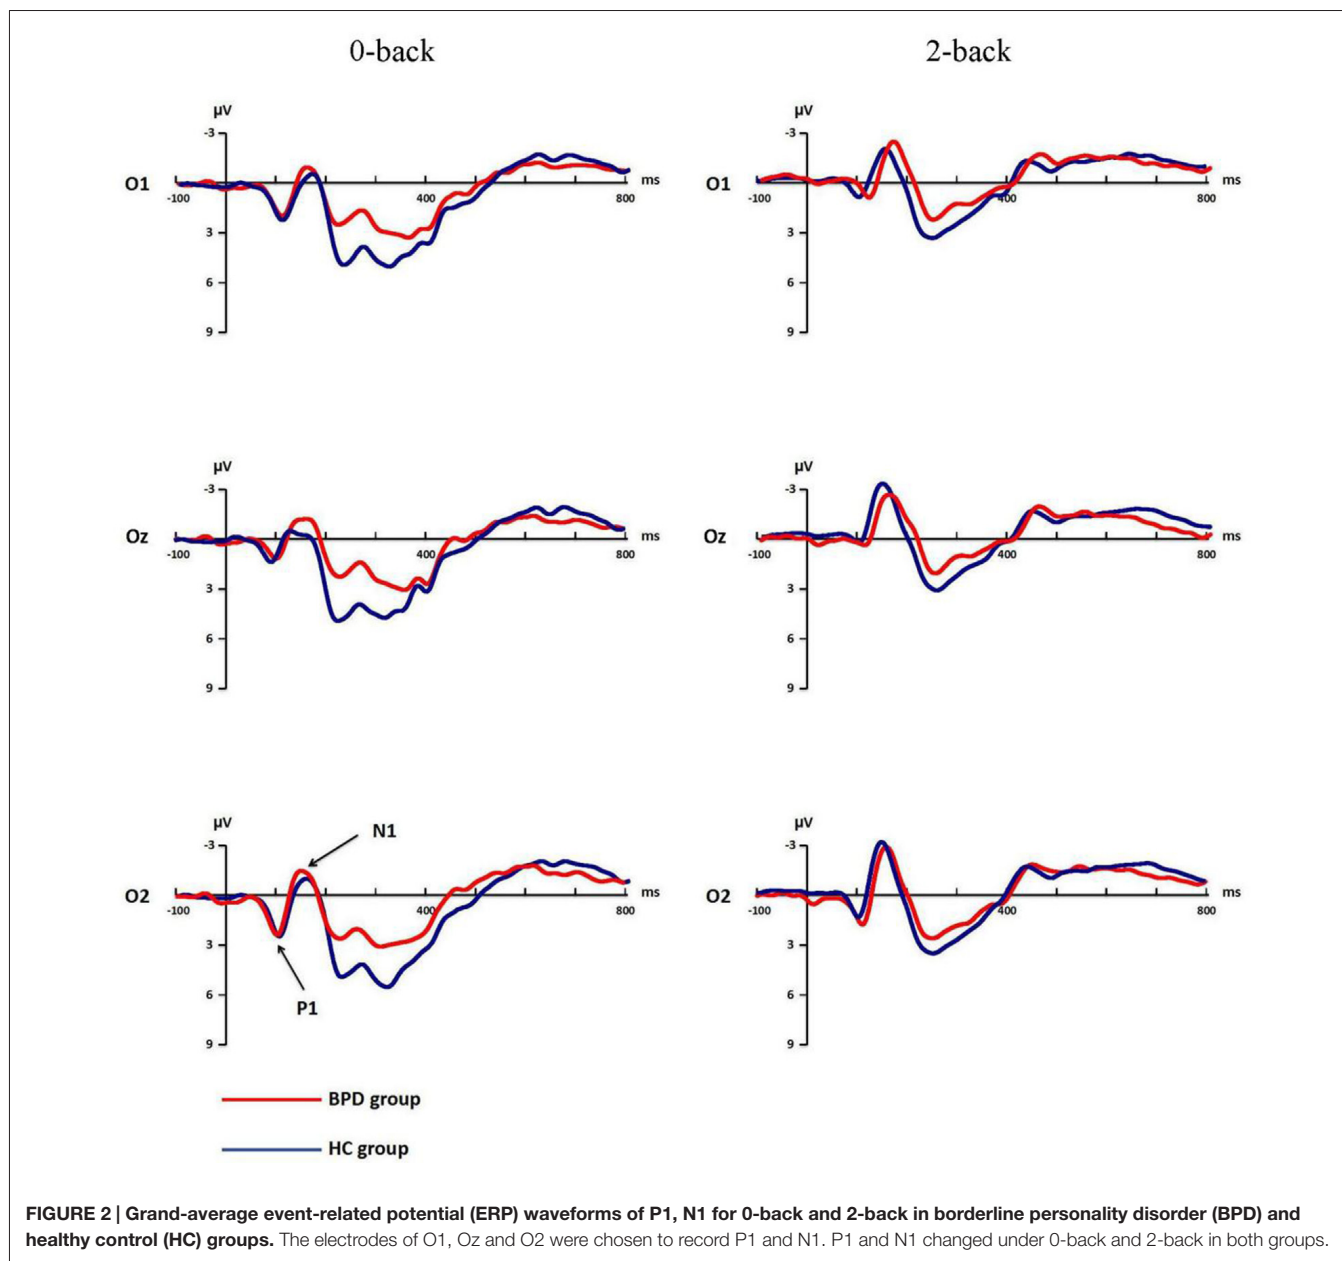 0-back
2-back
µV
-3
O1
-100
400
800
ms
3
6
9
µV
-3
O1
-100
400
800
ms
3
6
9
µV
-3
Oz
-100
400
800
ms
3
6
9
µV
-3
Oz
-100
400
800
ms
3
6
9
µV
-3
N1
O2
-100
400
800
ms
3
P1
6
9
µV
-3
O2
-100
400
800
ms
3
6
9
BPD group
HC group
FIGURE 2 | Grand-average event-related potential (ERP) waveforms of P1, N1 for 0-back and 2-back in borderline personality disorder (BPD) and
healthy control (HC) groups. The electrodes of O1, Oz and O2 were chosen to record P1 and N1. P1 and N1 changed under 0-back and 2-back in both groups.